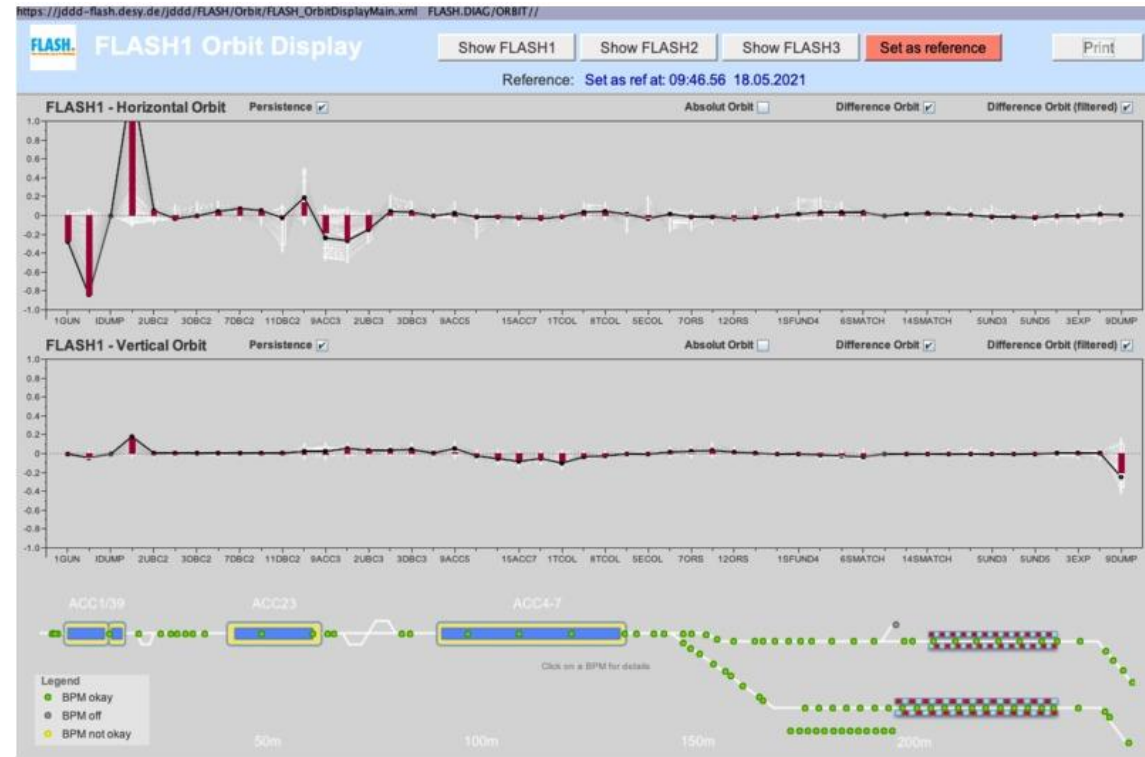 https://jddd-flash.desy.de/jddd/FLASH/Orbit/FLASH_OrbitDisplayMain.xml FLASH.DIAG/ORBIT//
FLASH. FLASH1 Orbit Display Show FLASH1 Show FLASH2 Show FLASH3 Set as reference Print
Reference: Set as ref at: 09:46.56 18.05.2021
FLASH1 - Horizontal Orbit Persistence Absolut Orbit Difference Orbit Difference Orbit (filtered)
1.0
0.8
0.6
0.4
0.2
0
-0.2
-0.4
-0.6
-0.8
-1.0
1GUN IDUMP 2UBC2 3DBC2 7DBC2 11DBC2 9ACC3 2UBC3 3DBC3 9ACC5 15ACC7 1TCOL 8TCOL 5ECOL 7ORS 12ORS 1SFUND4 6SMATCH 14SMATCH 5UND3 5UND5 3EXP 9DUMP
FLASH1 - Vertical Orbit Persistence Absolut Orbit Difference Orbit Difference Orbit (filtered)
1.0
0.8
0.6
0.4
0.2
0
-0.2
-0.4
-0.6
-0.8
-1.0
1GUN IDUMP 2UBC2 3DBC2 7DBC2 11DBC2 9ACC3 2UBC3 3DBC3 9ACC5 15ACC7 1TCOL 8TCOL 5ECOL 7ORS 12ORS 1SFUND4 6SMATCH 14SMATCH 5UND3 5UND5 3EXP 9DUMP
ACC1/39 ACC23 ACC4-7
Click on a BPM for details
Legend
BPM okay
BPM off
BPM not okay
50m 100m 150m 200m